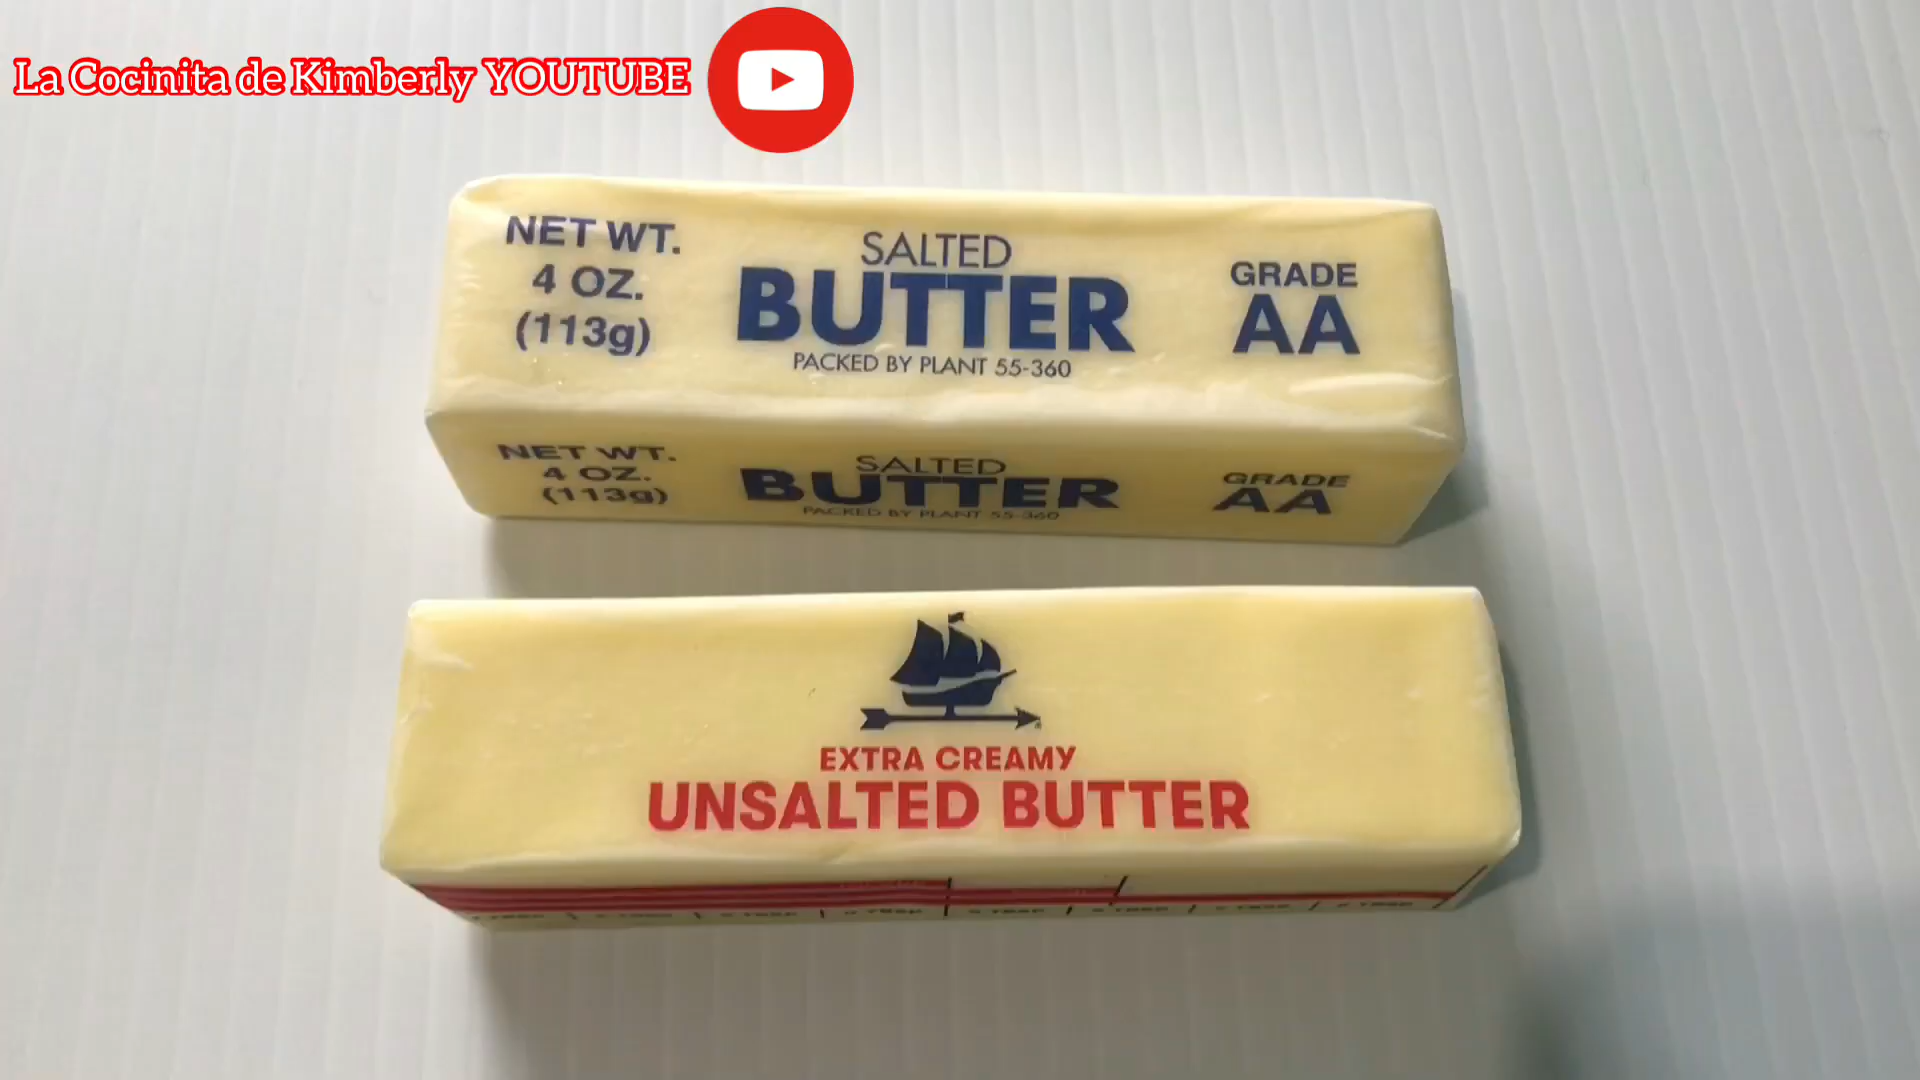 La Cocinita de Kimberly YOUTUBE
NET WT.
4 OZ.
(113g)
SALTED
BUTTER
PACKED BY PLANT 55-360
GRADE
AA
NET WT.
4 OZ.
(113g)
SALTED
BUTTER
PACKED BY PLANT 55-360
GRADE
AA
EXTRA CREAMY
UNSALTED BUTTER